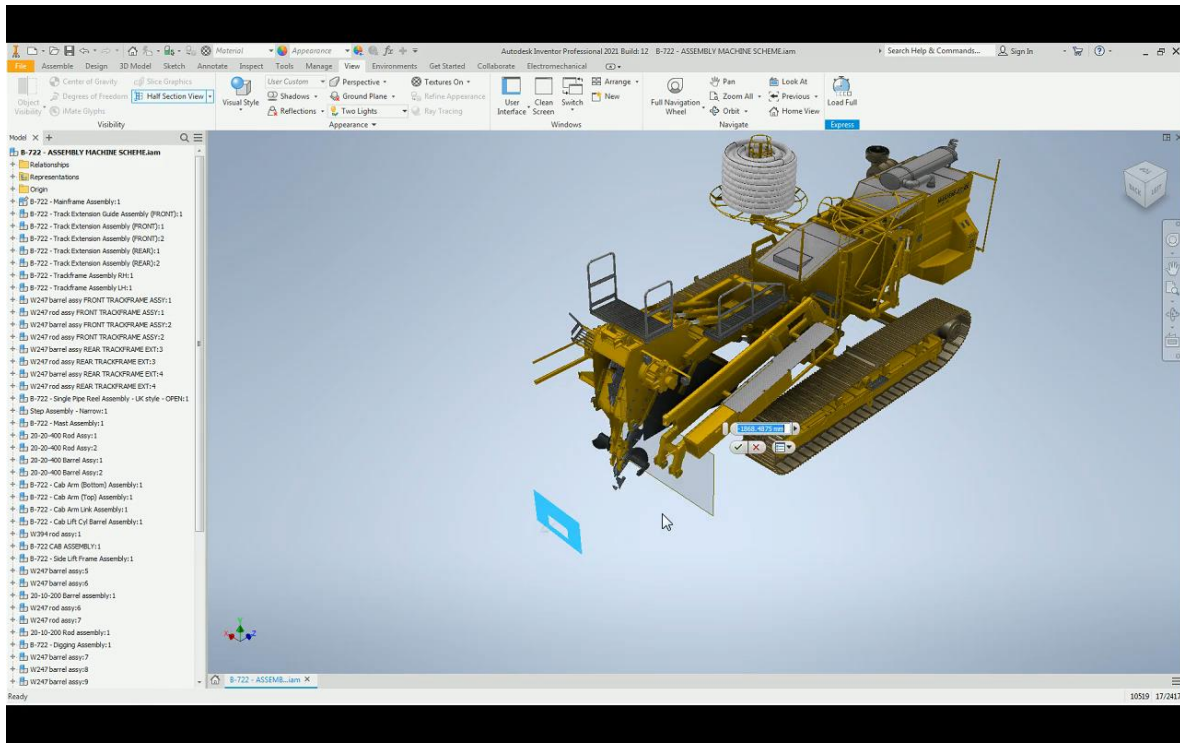 Material
Appearance
Autodesk Inventor Professional 2021 Build: 12 B-722 - ASSEMBLY MACHINE SCHEME.iam
Search Help & Commands...
Sign In
File Assemble Design 3D Model Sketch Annotate Inspect Tools Manage View Environments Get Started Collaborate Electromechanical
Object Visibility
Center of Gravity
Slice Graphics
Degrees of Freedom
Half Section View
iMate Glyphs
Visibility
Visual Style
User Custom
Shadows
Reflections
Perspective
Ground Plane
Two Lights
Textures On
Refine Appearance
Ray Tracing
Appearance
User Interface
Clean Screen
Switch
Arrange
New
Windows
Full Navigation Wheel
Pan
Zoom All
Orbit
Look At
Previous
Home View
Navigate
Load Full
Express
Model
B-722 - ASSEMBLY MACHINE SCHEME.iam
Relationships
Representations
Origin
B-722 - Mainframe Assembly:1
B-722 - Track Extension Guide Assembly (FRONT):1
B-722 - Track Extension Assembly (FRONT):1
B-722 - Track Extension Assembly (FRONT):2
B-722 - Track Extension Assembly (REAR):1
B-722 - Track Extension Assembly (REAR):2
B-722 - Trackframe Assembly RH:1
B-722 - Trackframe Assembly LH:1
W247 barrel assy FRONT TRACKFRAME ASSY:1
W247 rod assy FRONT TRACKFRAME ASSY:1
W247 barrel assy FRONT TRACKFRAME ASSY:2
W247 rod assy FRONT TRACKFRAME ASSY:2
W247 barrel assy REAR TRACKFRAME EXT:3
W247 rod assy REAR TRACKFRAME EXT:3
W247 barrel assy REAR TRACKFRAME EXT:4
W247 rod assy REAR TRACKFRAME EXT:4
B-722 - Single Pipe Reel Assembly - UK style - OPEN:1
Step Assembly - Narrow:1
B-722 - Mast Assembly:1
20-20-400 Rod Assy:1
20-20-400 Rod Assy:2
20-20-400 Barrel Assy:1
20-20-400 Barrel Assy:2
B-722 - Cab Arm (Bottom) Assembly:1
B-722 - Cab Arm (Top) Assembly:1
B-722 - Cab Arm Link Assembly:1
B-722 - Cab Lift Cyl Barrel Assembly:1
W394 rod assy:1
B-722 CAB ASSEMBLY:1
B-722 - Side Lift Frame Assembly:1
W247 barrel assy:5
W247 barrel assy:6
20-10-200 Barrel assembly:1
W247 rod assy:6
W247 rod assy:7
20-10-200 Rod assembly:1
B-722 - Digging Assembly:1
W247 barrel assy:7
W247 barrel assy:8
W247 barrel assy:9
BACK
LEFT
-1868.4875 mm
X
Y
Z
B-722 - ASSEMB...iam
Ready
10519 17/2417